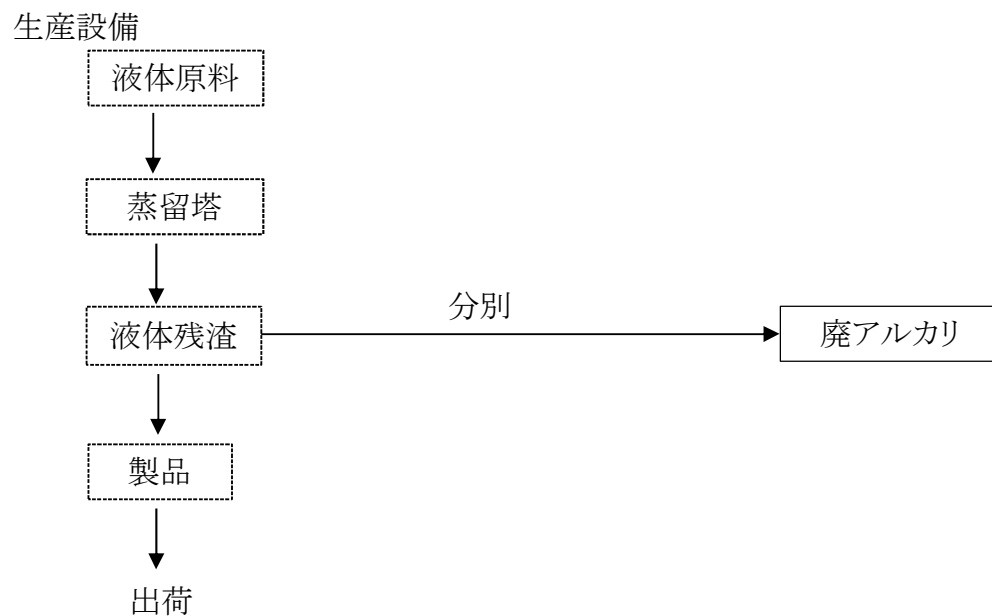 生産設備
液体原料
蒸留塔
液体残渣
分別
廃アルカリ
製品
出荷